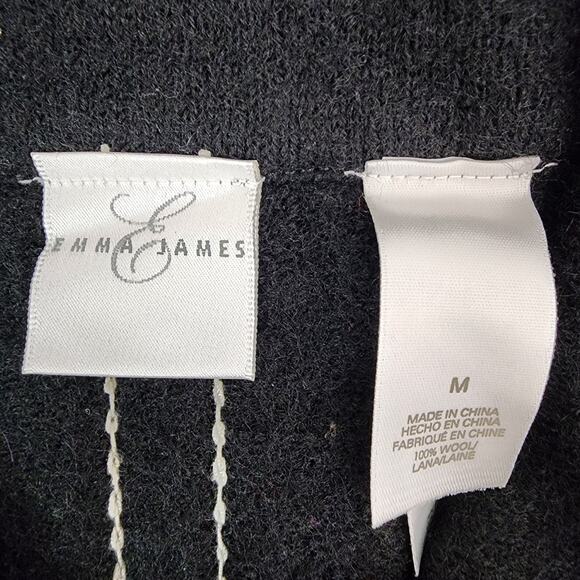 E
EMMA JAMES
M
MADE IN CHINA
HECHO EN CHINA
FABRIQUÉ EN CHINE
100% WOOL/
LANA/LAINE